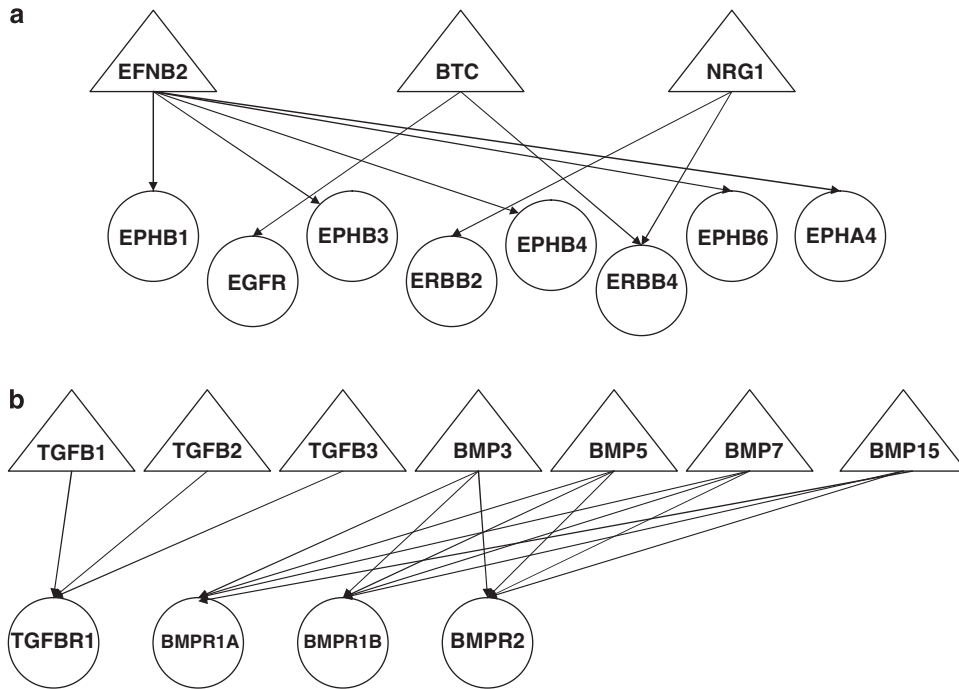 a
EFNB2 BTC NRG1
EPHB1 EPHB3 EPHB4 EPHB6 EPHA4
EGFR ERBB2 ERBB4
b
TGFB1 TGFB2 TGFB3 BMP3 BMP5 BMP7 BMP15
TGFBR1 BMPR1A BMPR1B BMPR2